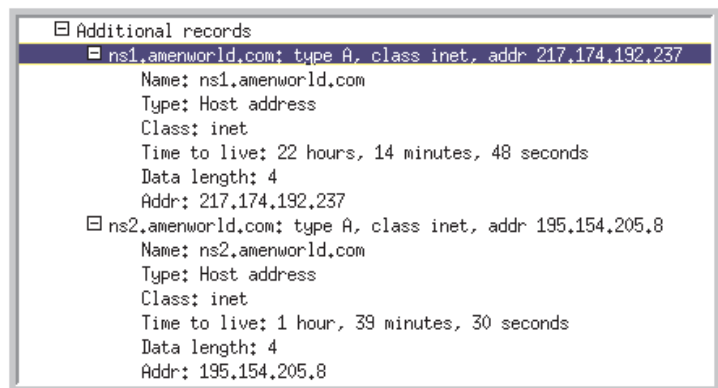 Additional records
ns1.amenworld.com: type A, class inet, addr 217.174.192.237
Name: ns1.amenworld.com
Type: Host address
Class: inet
Time to live: 22 hours, 14 minutes, 48 seconds
Data length: 4
Addr: 217.174.192.237
ns2.amenworld.com: type A, class inet, addr 195.154.205.8
Name: ns2.amenworld.com
Type: Host address
Class: inet
Time to live: 1 hour, 39 minutes, 30 seconds
Data length: 4
Addr: 195.154.205.8